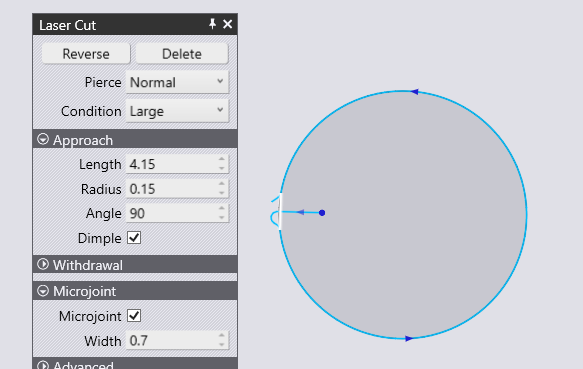 Laser Cut
Reverse Delete
Pierce Normal
Condition Large
Approach
Length 4.15
Radius 0.15
Angle 90
Dimple
Withdrawal
Microjoint
Microjoint
Width 0.7
Advanced